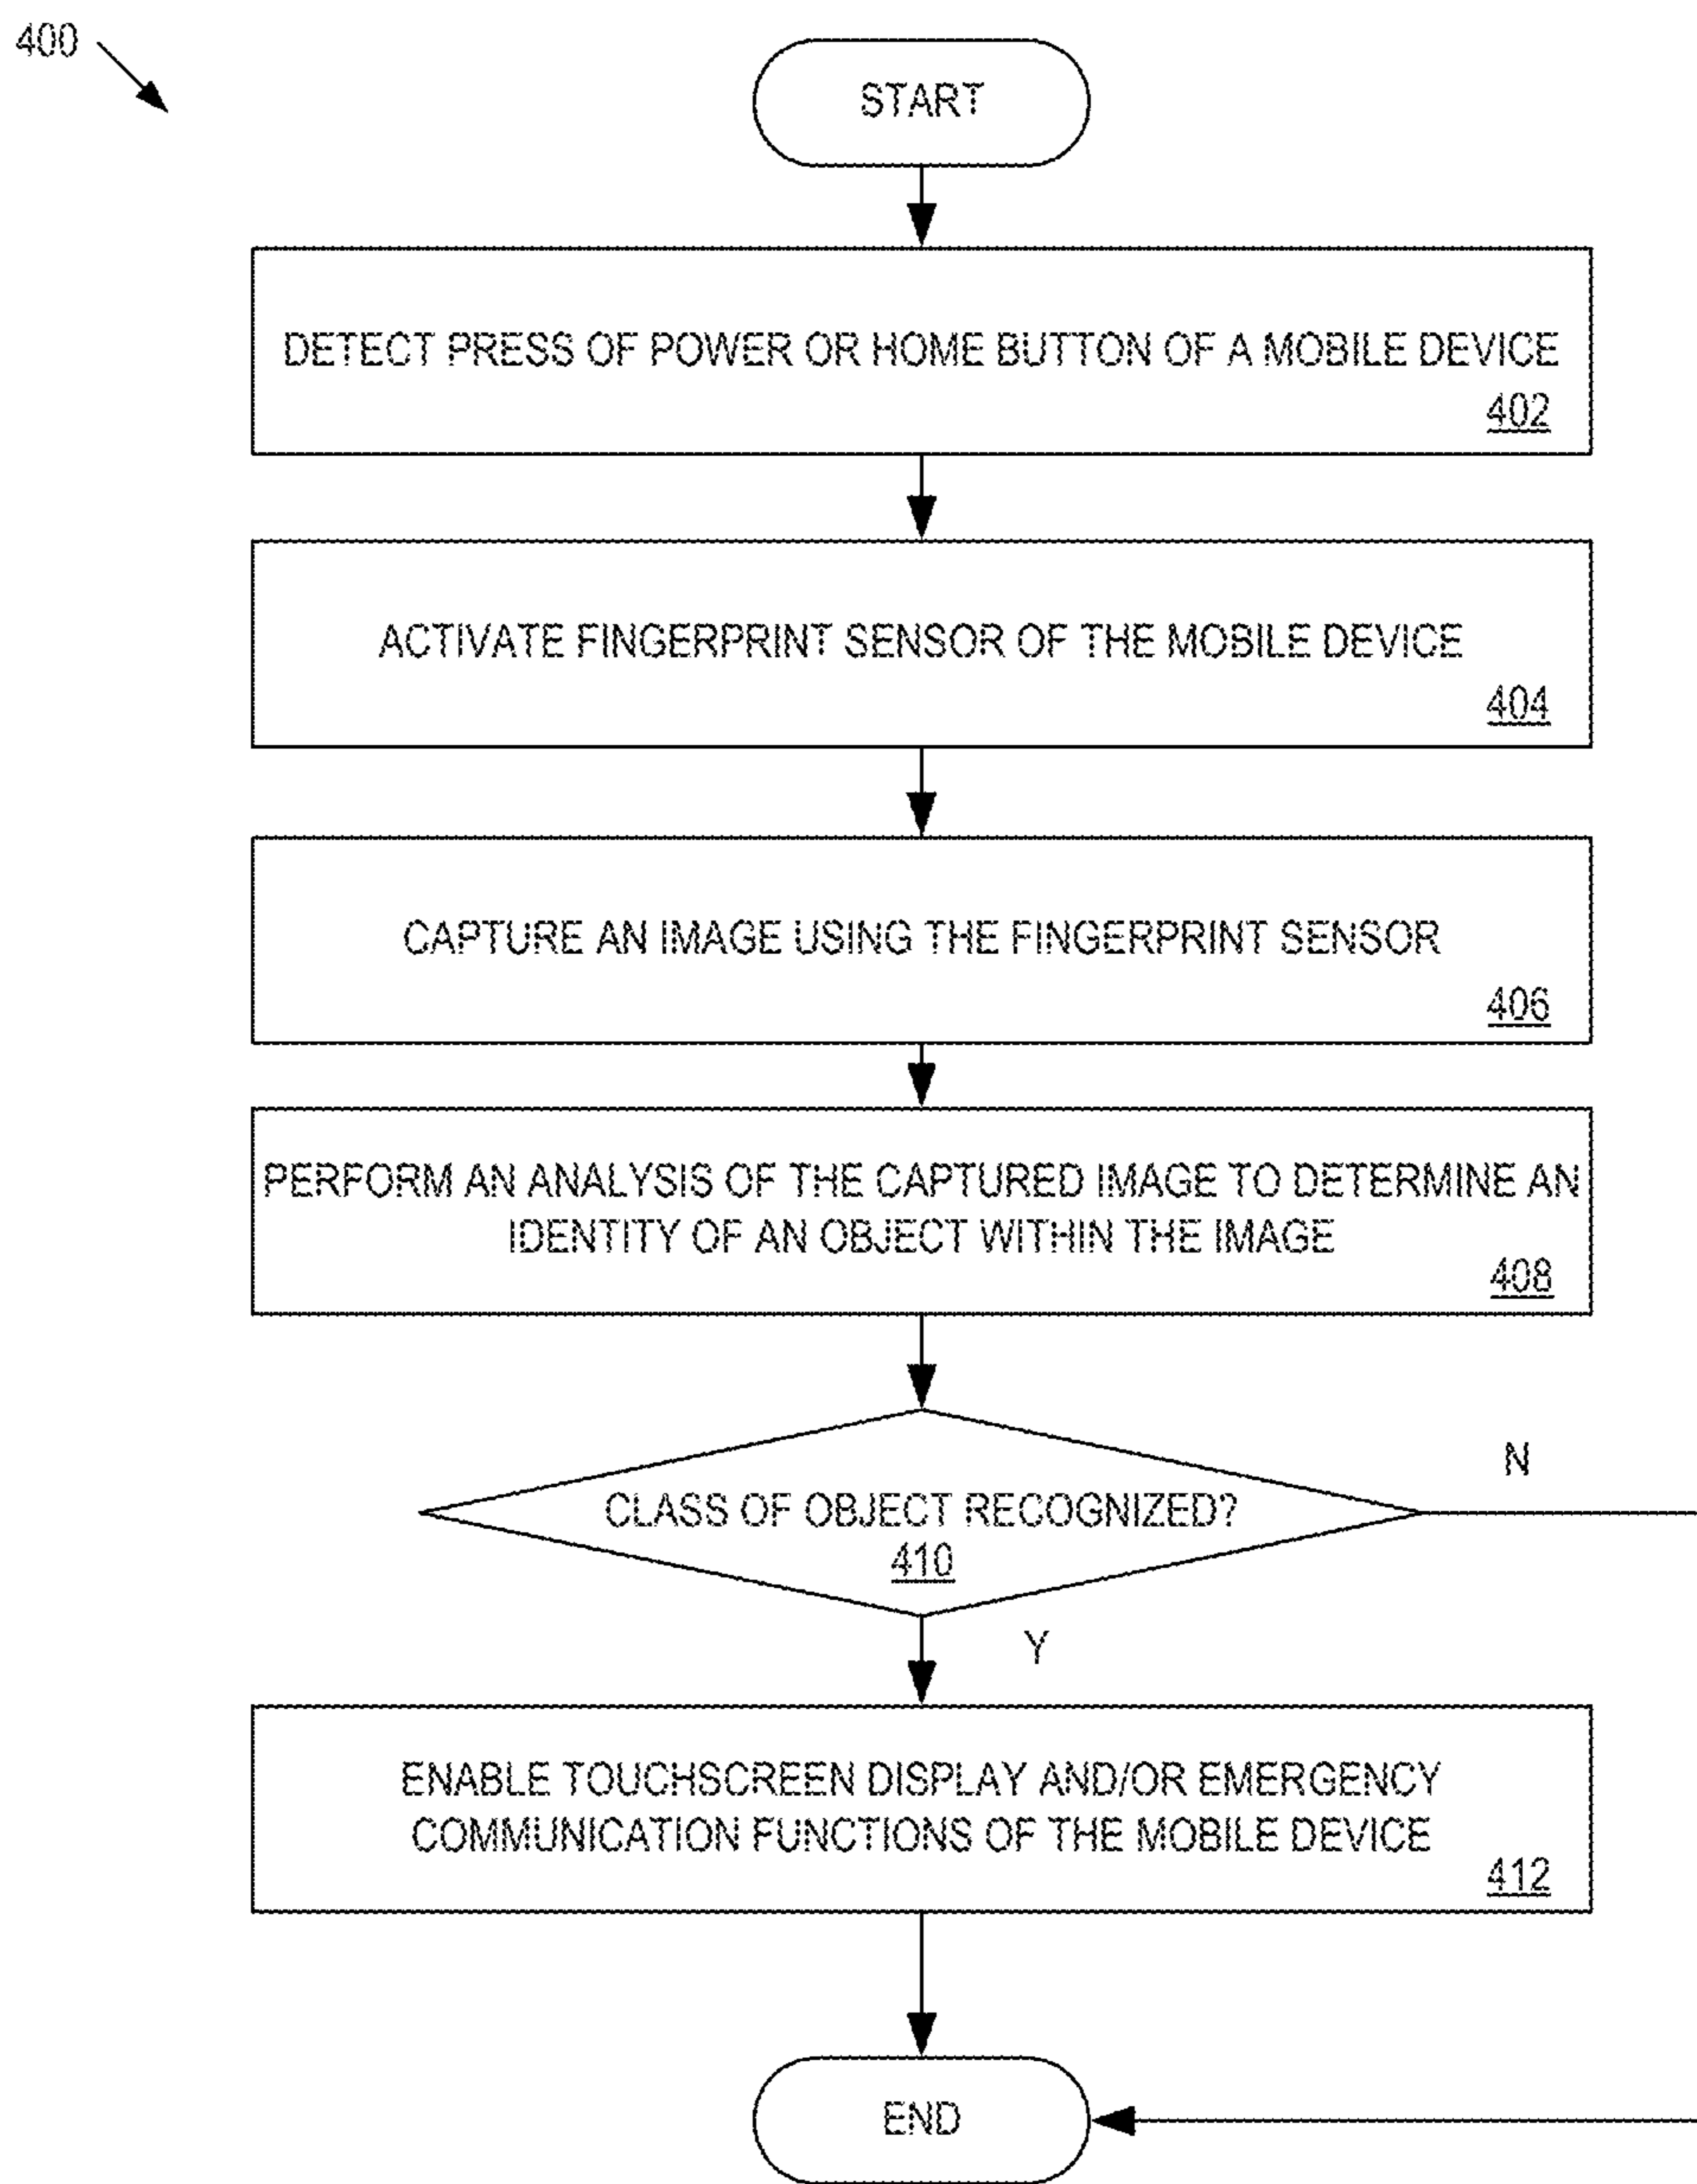 400
START
DETECT PRESS OF POWER OR HOME BUTTON OF A MOBILE DEVICE
402
ACTIVATE FINGERPRINT SENSOR OF THE MOBILE DEVICE
404
CAPTURE AN IMAGE USING THE FINGERPRINT SENSOR
406
PERFORM AN ANALYSIS OF THE CAPTURED IMAGE TO DETERMINE AN
IDENTITY OF AN OBJECT WITHIN THE IMAGE
408
N
CLASS OF OBJECT RECOGNIZED?
410
Y
ENABLE TOUCHSCREEN DISPLAY AND/OR EMERGENCY
COMMUNICATION FUNCTIONS OF THE MOBILE DEVICE
412
END